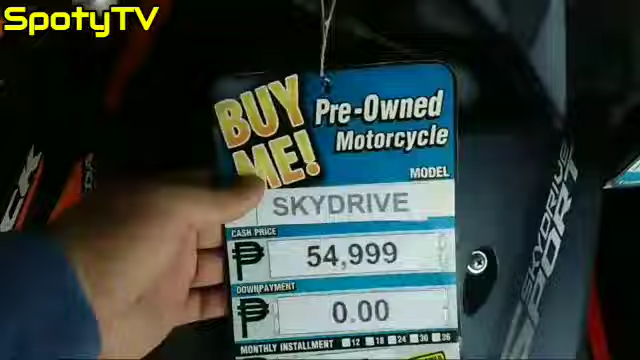 SpotyTV
BUY ME!
Pre-Owned
Motorcycle
MODEL
SKYDRIVE
CASH PRICE
₱ 54,999
DOWNPAYMENT
₱ 0.00
MONTHLY INSTALLMENT 12 18 24 30 36
SKYDRIVE
SPORT